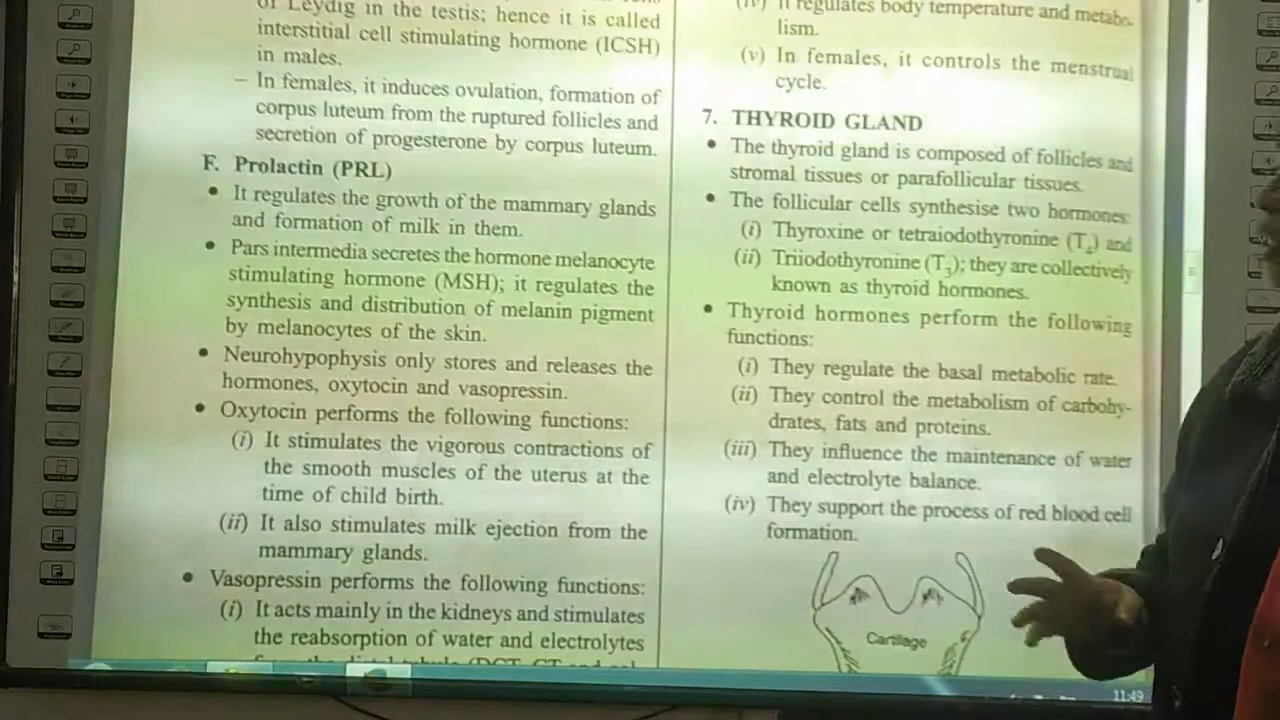 of Leydig in the testis; hence it is called
interstitial cell stimulating hormone (ICSH)
in males.
– In females, it induces ovulation, formation of
corpus luteum from the ruptured follicles and
secretion of progesterone by corpus luteum.
F. Prolactin (PRL)
• It regulates the growth of the mammary glands
and formation of milk in them.
• Pars intermedia secretes the hormone melanocyte
stimulating hormone (MSH); it regulates the
synthesis and distribution of melanin pigment
by melanocytes of the skin.
• Neurohypophysis only stores and releases the
hormones, oxytocin and vasopressin.
• Oxytocin performs the following functions:
(i) It stimulates the vigorous contractions of
the smooth muscles of the uterus at the
time of child birth.
(ii) It also stimulates milk ejection from the
mammary glands.
• Vasopressin performs the following functions:
(i) It acts mainly in the kidneys and stimulates
the reabsorption of water and electrolytes
(iv) It regulates body temperature and metabo-
lism.
(v) In females, it controls the menstrual
cycle.
7. THYROID GLAND
• The thyroid gland is composed of follicles and
stromal tissues or parafollicular tissues.
• The follicular cells synthesise two hormones:
(i) Thyroxine or tetraiodothyronine (T₄) and
(ii) Triiodothyronine (T₃); they are collectively
known as thyroid hormones.
• Thyroid hormones perform the following
functions:
(i) They regulate the basal metabolic rate.
(ii) They control the metabolism of carbohy-
drates, fats and proteins.
(iii) They influence the maintenance of water
and electrolyte balance.
(iv) They support the process of red blood cell
formation.
Cartilage
11:49